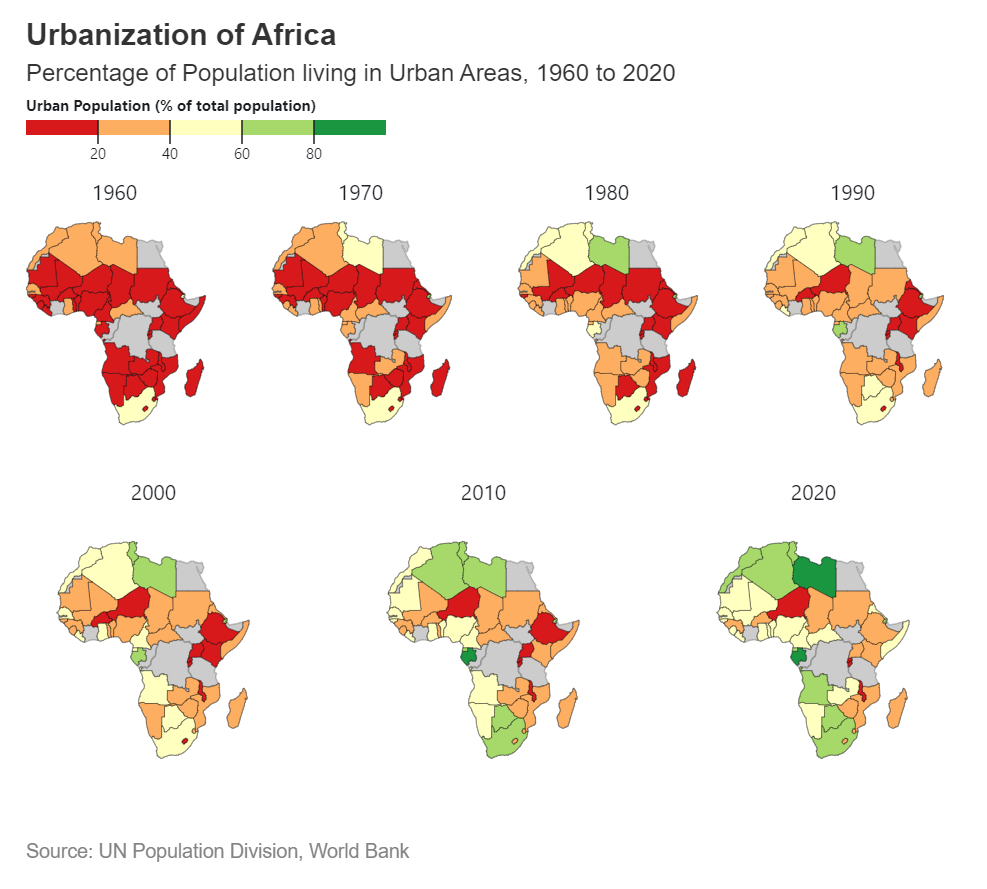 Urbanization of Africa
Percentage of Population living in Urban Areas, 1960 to 2020
Urban Population (% of total population)
20 40 60 80
1960 1970 1980 1990
2000 2010 2020
Source: UN Population Division, World Bank